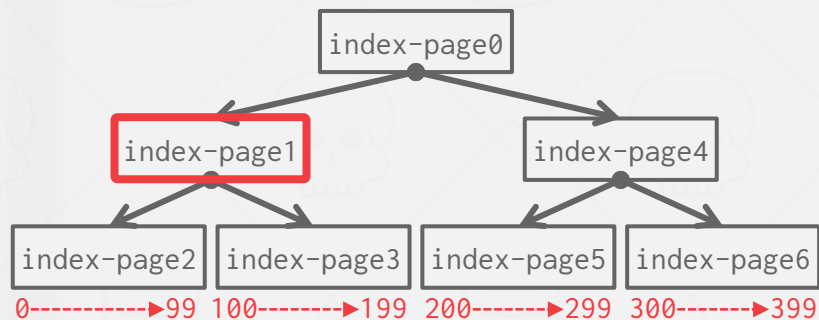 index-page0
index-page1 index-page4
index-page2 index-page3 index-page5 index-page6
0 99 100 199 200 299 300 399